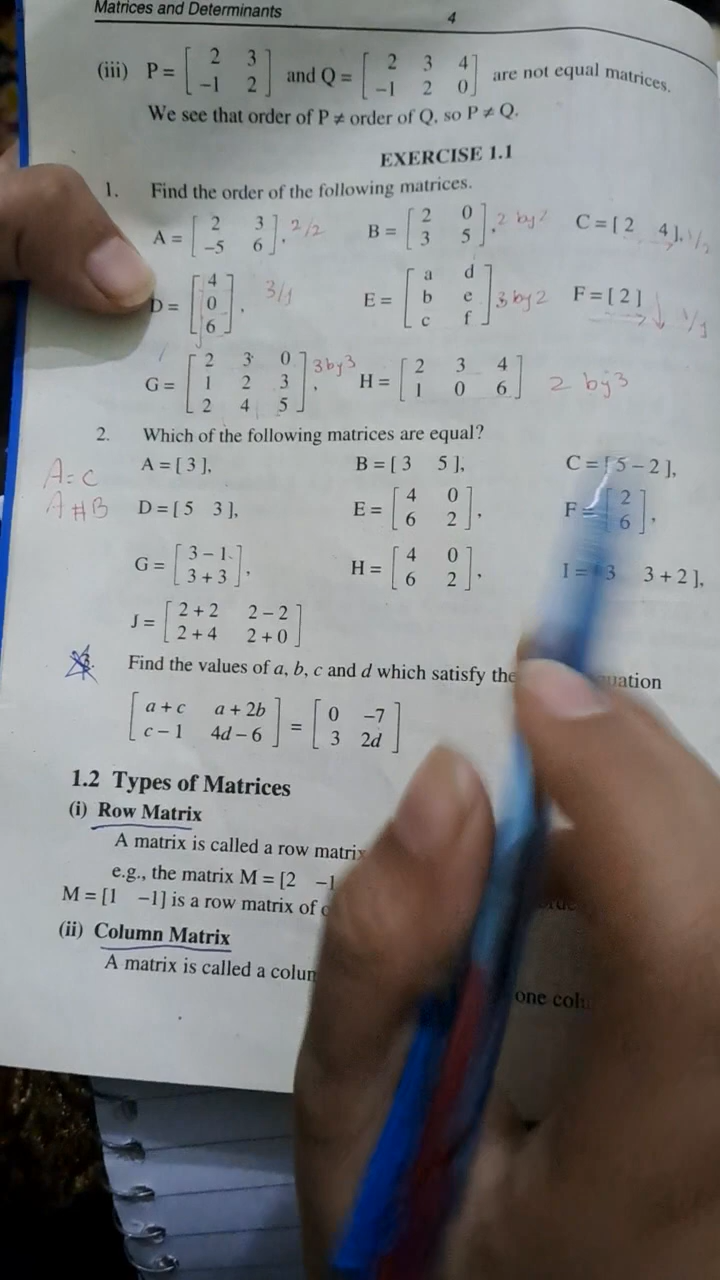 Matrices and Determinants 4
(iii) P = [ 2 3 ] and Q = [ 2 3 4 ] are not equal matrices.
-1 2 -1 2 0
We see that order of P ≠ order of Q, so P ≠ Q.
EXERCISE 1.1
1. Find the order of the following matrices.
A = [ 2 3 ], 2/2 B = [ 2 0 ], 2 by 2 C = [ 2 4 ], 1/2
-5 6 3 5
D = [ 4 ], 3/1 E = [ a d ] 3 by 2 F = [ 2 ] 1/1
0 b e
6 c f
G = [ 2 3 0 ], 3 by 3 H = [ 2 3 4 ] 2 by 3
1 2 3 1 0 6
2 4 5
2. Which of the following matrices are equal?
A = [ 3 ], B = [ 3 5 ], C = [ 5 – 2 ],
A = C
A ≠ B D = [ 5 3 ], E = [ 4 0 ], F = [ 2 ],
6 2 6
G = [ 3 – 1 ], H = [ 4 0 ], I = [ 3 3 + 2 ],
3 + 3 6 2
J = [ 2 + 2 2 – 2 ]
2 + 4 2 + 0
3. Find the values of a, b, c and d which satisfy the
[ a + c a + 2b ] = [ 0 -7 ]
c – 1 4d – 6 3 2d
1.2 Types of Matrices
(i) Row Matrix
A matrix is called a row matrix
e.g., the matrix M = [2 -1
M = [1 -1] is a row matrix of
(ii) Column Matrix
A matrix is called a
one